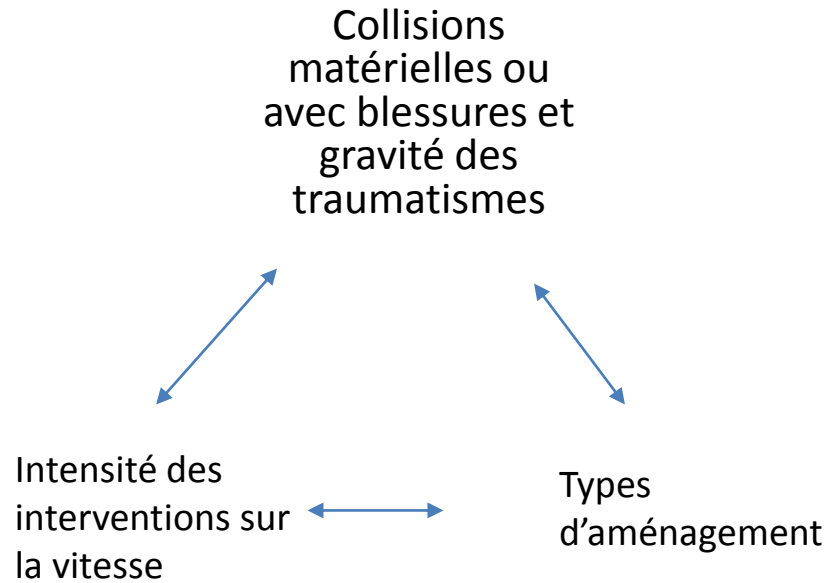 Collisions
matérielles ou
avec blessures et
gravité des
traumatismes
Intensité des
interventions sur
la vitesse
Types
d’aménagement